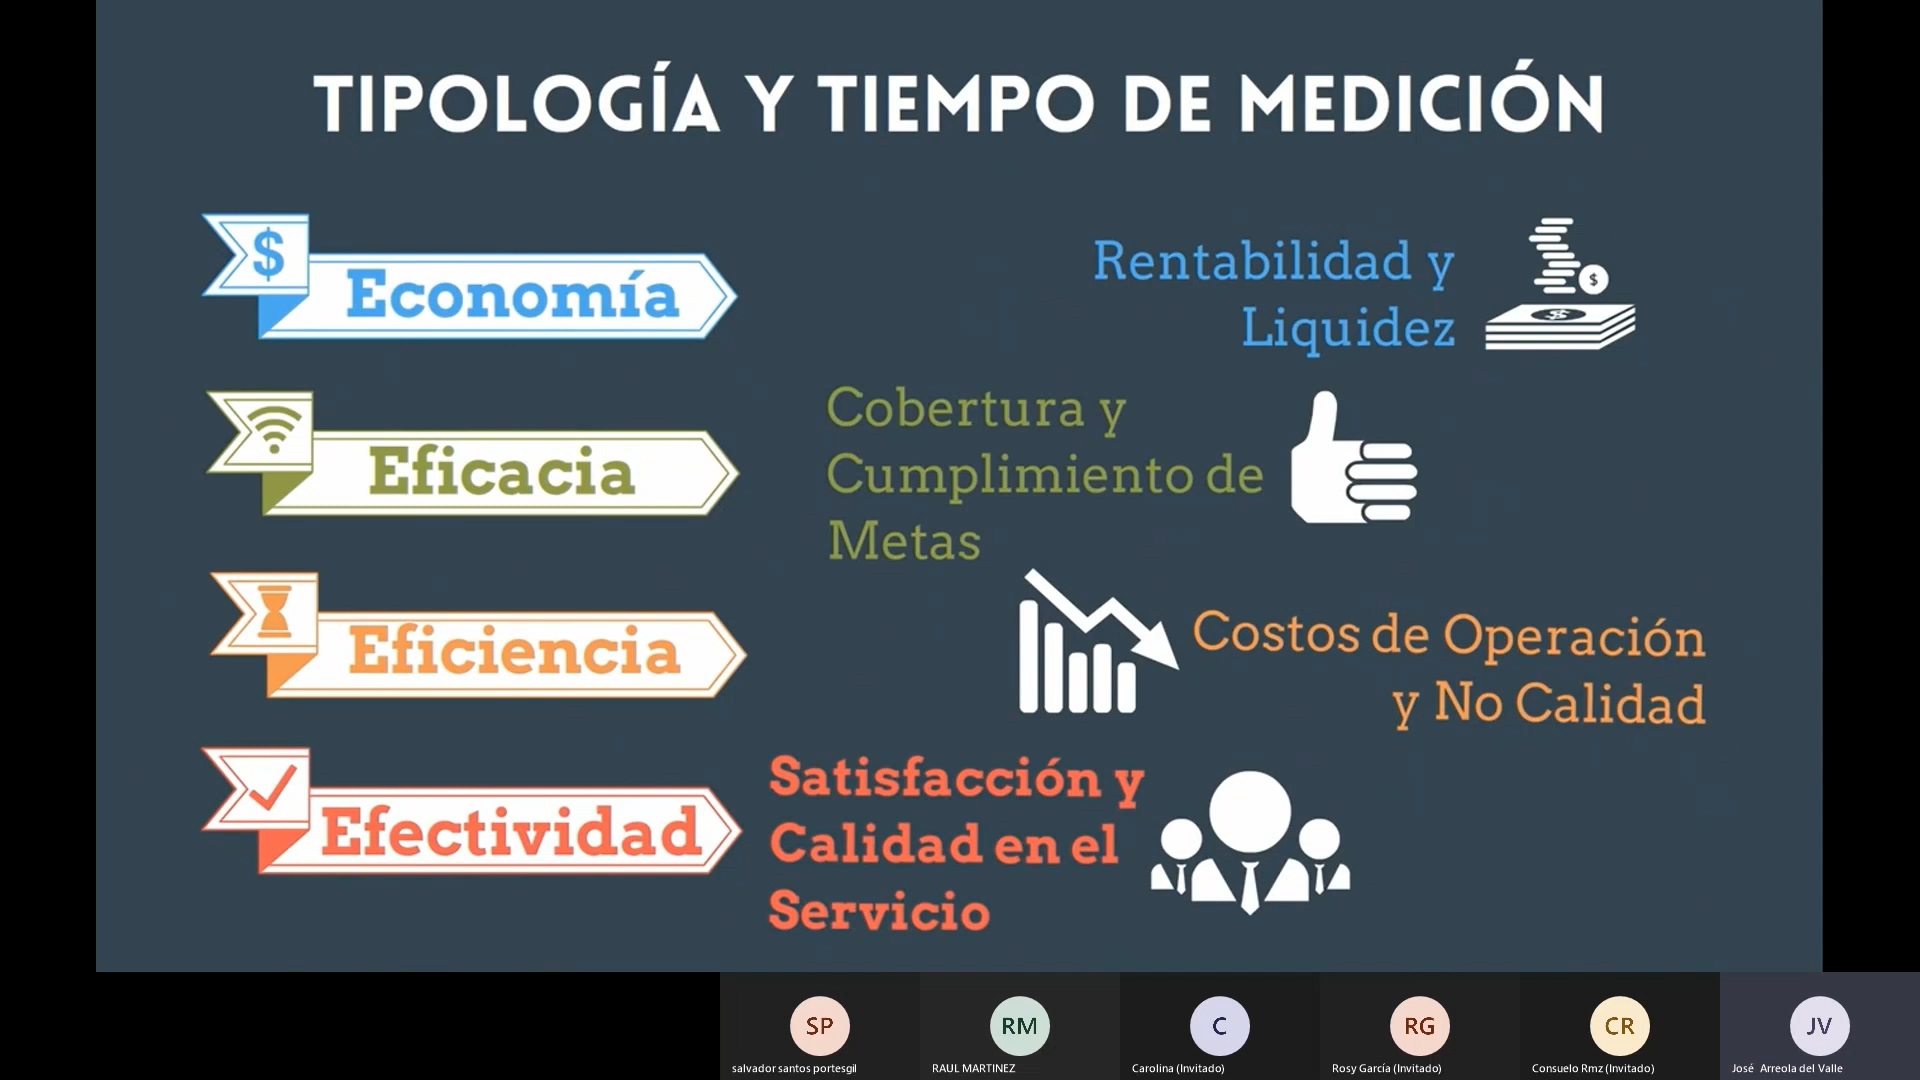 TIPOLOGÍA Y TIEMPO DE MEDICIÓN
$
Economía
Rentabilidad y
Liquidez
$
$
Eficacia
Cobertura y
Cumplimiento de
Metas
Eficiencia
Costos de Operación
y No Calidad
Efectividad
Satisfacción y
Calidad en el
Servicio
SP
salvador santos portesgil
RM
RAUL MARTINEZ
C
Carolina (Invitado)
RG
Rosy García (Invitado)
CR
Consuelo Rmz (Invitado)
JV
José Arreola del Valle